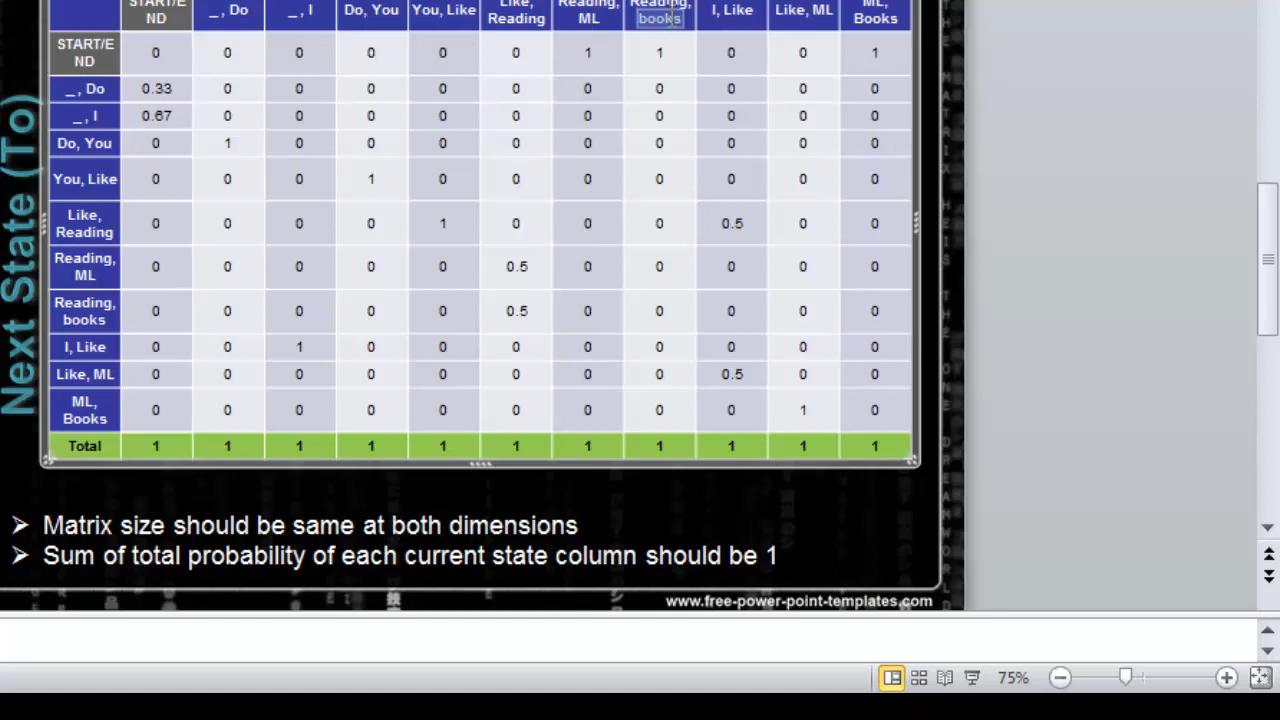 START/E _ , Do _ , I Do, You You, Like Like, Reading, Reading, I, Like Like, ML ML,
ND Reading ML books Books
START/E
ND 0 0 0 0 0 0 1 1 0 0 1
_ , Do 0.33 0 0 0 0 0 0 0 0 0 0
_ , I 0.67 0 0 0 0 0 0 0 0 0 0
Do, You 0 1 0 0 0 0 0 0 0 0 0
You, Like 0 0 0 1 0 0 0 0 0 0 0
Like,
Reading 0 0 0 0 1 0 0 0 0.5 0 0
Reading,
ML 0 0 0 0 0 0.5 0 0 0 0 0
Reading,
books 0 0 0 0 0 0.5 0 0 0 0 0
I, Like 0 0 1 0 0 0 0 0 0 0 0
Like, ML 0 0 0 0 0 0 0 0 0.5 0 0
ML,
Books 0 0 0 0 0 0 0 0 0 1 0
Total 1 1 1 1 1 1 1 1 1 1 1
Next State (To)
➢ Matrix size should be same at both dimensions
➢ Sum of total probability of each current state column should be 1
www.free-power-point-templates.com
75%